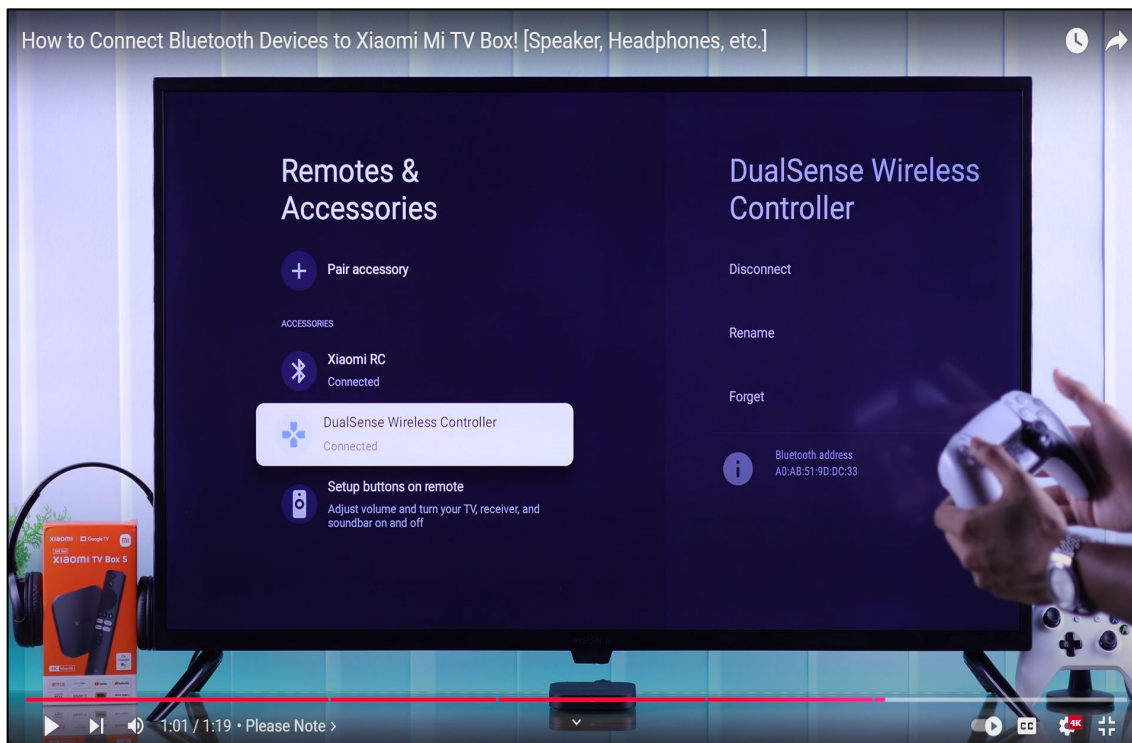 How to Connect Bluetooth Devices to Xiaomi Mi TV Box! [Speaker, Headphones, etc.]
Remotes &
Accessories
Pair accessory
ACCESSORIES
Xiaomi RC
Connected
DualSense Wireless Controller
Connected
Setup buttons on remote
Adjust volume and turn your TV, receiver, and
soundbar on and off
DualSense Wireless
Controller
Disconnect
Rename
Forget
Bluetooth address
A0:AB:51:9D:DC:33
xiaomi Google TV
xiaomi TV Box S
1:01 / 1:19 • Please Note ›
CC
4K